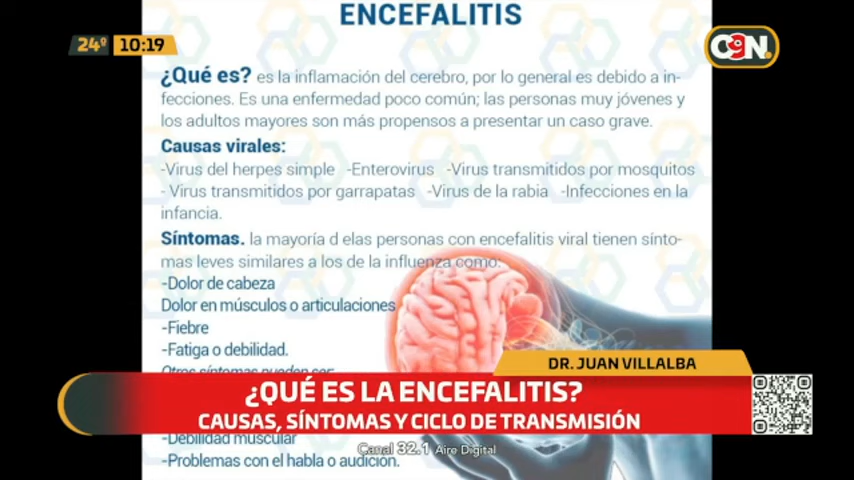 ENCEFALITIS
24º 10:19
C9N.
¿Qué es? es la inflamación del cerebro, por lo general es debido a in-
fecciones. Es una enfermedad poco común; las personas muy jóvenes y
los adultos mayores son más propensos a presentar un caso grave.
Causas virales:
-Virus del herpes simple -Enterovirus -Virus transmitidos por mosquitos
- Virus transmitidos por garrapatas -Virus de la rabia -Infecciones en la
infancia.
Síntomas. la mayoría d elas personas con encefalitis viral tienen sínto-
mas leves similares a los de la influenza como:
-Dolor de cabeza
Dolor en músculos o articulaciones
-Fiebre
-Fatiga o debilidad.
Otros síntomas pueden ser:
DR. JUAN VILLALBA
¿QUÉ ES LA ENCEFALITIS?
CAUSAS, SÍNTOMAS Y CICLO DE TRANSMISIÓN
-Debilidad muscular
Canal 32.1 Aire Digital
-Problemas con el habla o audición.